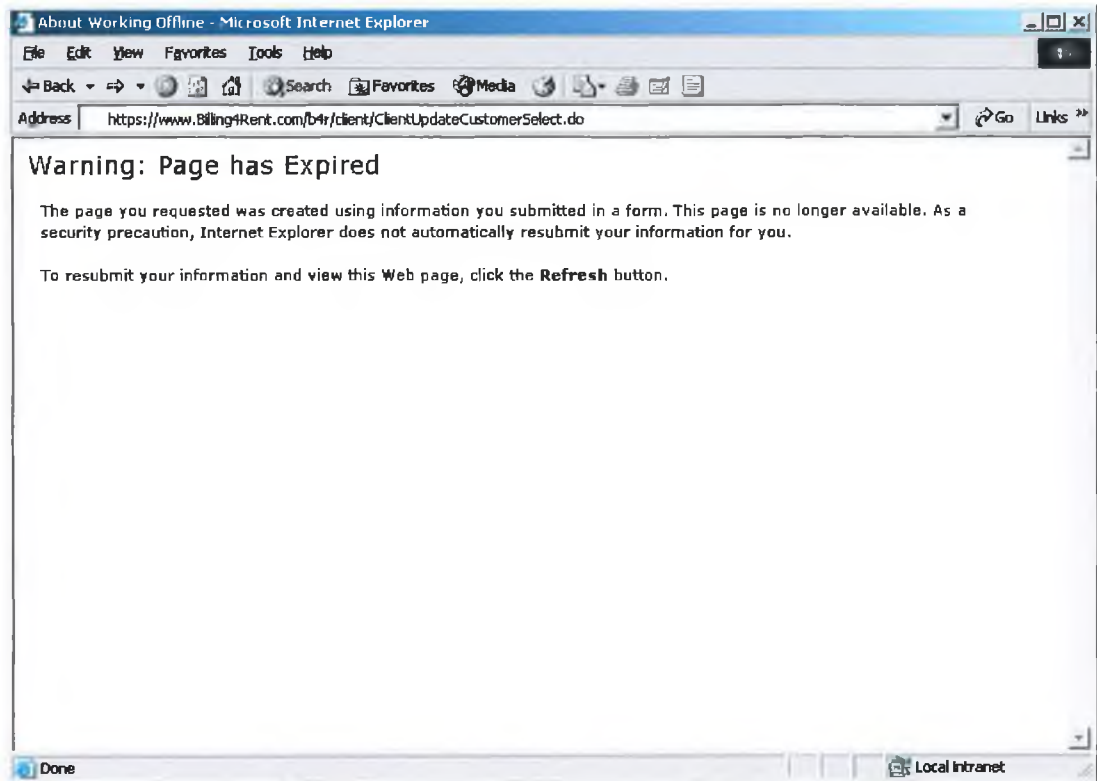 About Working Offline - Microsoft Internet Explorer
File Edit View Favorites Tools Help
Back Search Favorites Media
Address https://www.Billing4Rent.com/b4r/client/ClientUpdateCustomerSelect.do Go Links »
Warning: Page has Expired
The page you requested was created using information you submitted in a form. This page is no longer available. As a
security precaution, Internet Explorer does not automatically resubmit your information for you.
To resubmit your information and view this Web page, click the Refresh button.
Done Local intranet